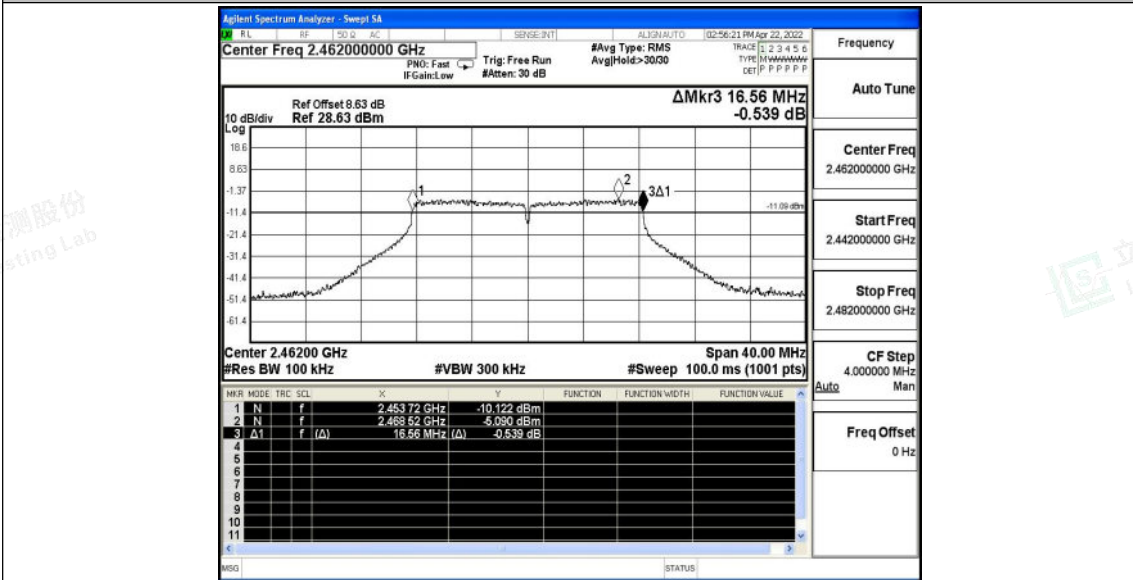 Agilent Spectrum Analyzer - Swept SA
RL RF 50 Ω AC SENSE:INT ALIGNAUTO 02:56:21 PM Apr 22, 2022
Center Freq 2.462000000 GHz
PNO: Fast
IFGain:Low
Trig: Free Run
#Atten: 30 dB
#Avg Type: RMS
Avg|Hold:>30/30
TRACE 1 2 3 4 5 6
TYPE M
DET P P P P P P
Ref Offset 8.63 dB
10 dB/div Ref 28.63 dBm
Log
ΔMkr3 16.56 MHz
-0.539 dB
18.6
8.63
-1.37
-11.4
-21.4
-31.4
-41.4
-51.4
-61.4
1
2
3Δ1
-11.09 dBm
Center 2.46200 GHz Span 40.00 MHz
#Res BW 100 kHz #VBW 300 kHz #Sweep 100.0 ms (1001 pts)
MKR MODE TRC SCL X Y FUNCTION FUNCTION WIDTH FUNCTION VALUE
1 N f 2.453 72 GHz -10.122 dBm
2 N f 2.468 52 GHz -5.090 dBm
3 Δ1 f (Δ) 16.56 MHz (Δ) -0.539 dB
4
5
6
7
8
9
10
11
MSG STATUS
Frequency
Auto Tune
Center Freq
2.462000000 GHz
Start Freq
2.442000000 GHz
Stop Freq
2.482000000 GHz
CF Step
4.000000 MHz
Auto Man
Freq Offset
0 Hz
测股份
sting Lab
立